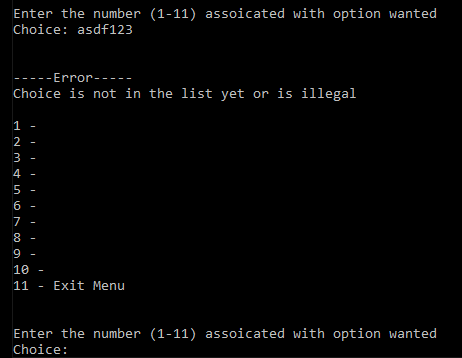 Enter the number (1-11) assoicated with option wanted
Choice: asdf123
-----Error-----
Choice is not in the list yet or is illegal
1 -
2 -
3 -
4 -
5 -
6 -
7 -
8 -
9 -
10 -
11 - Exit Menu
Enter the number (1-11) assoicated with option wanted
Choice: